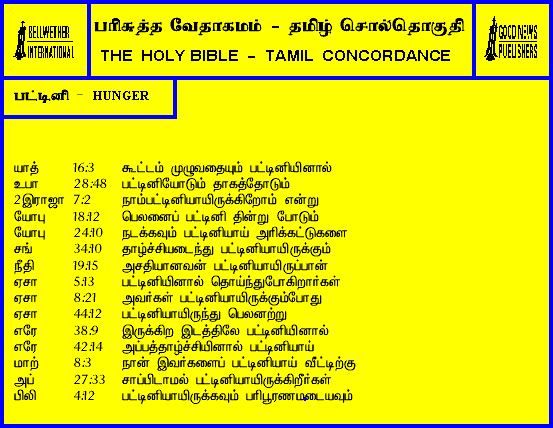 BELLWETHER
INTERNATIONAL
பரிசுத்த வேதாகமம் - தமிழ் சொல்தொகுதி
THE HOLY BIBLE - TAMIL CONCORDANCE
GOOD NEWS
PUBLISHERS
பட்டினி - HUNGER
யாத் 16:3 கூட்டம் முழுவதையும் பட்டினியினால்
உபா 28:48 பட்டினியோடும் தாகத்தோடும்
2இராஜா 7:2 நாம்பட்டினியாயிருக்கிறோம் என்று
யோபு 18:12 பெலனைப் பட்டினி தின்று போடும்
யோபு 24:10 நடக்கவும் பட்டினியாய் அரிக்கட்டுகளை
சங் 34:10 தாழ்ச்சியடைந்து பட்டினியாயிருக்கும்
நீதி 19:15 அசதியானவன் பட்டினியாயிருப்பான்
ஏசா 5:13 பட்டினியினால் தொய்ந்துபோகிறார்கள்
ஏசா 8:21 அவர்கள் பட்டினியாயிருக்கும்போது
ஏசா 44:12 பட்டினியாயிருந்து பெலனற்று
எரே 38:9 இருக்கிற இடத்திலே பட்டினியினால்
எரே 42:14 அப்பத்தாழ்ச்சியினால் பட்டினியாய்
மாற் 8:3 நான் இவர்களைப் பட்டினியாய் வீட்டிற்கு
அப் 27:33 சாப்பிடாமல் பட்டினியாயிருக்கிறீர்கள்
பிலி 4:12 பட்டினியாயிருக்கவும் பரிபூரணமடையவும்